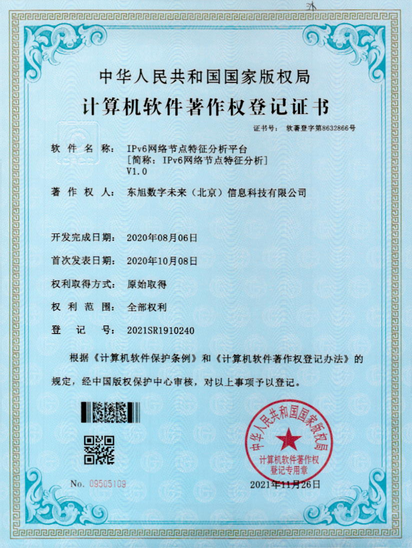 中华人民共和国国家版权局
计算机软件著作权登记证书
证书号： 软著登字第8632866号
软件名称： IPv6网络节点特征分析平台
[简称：IPv6网络节点特征分析]
V1.0
著作权人： 东旭数字未来（北京）信息科技有限公司
开发完成日期： 2020年08月06日
首次发表日期： 2020年10月08日
权利取得方式： 原始取得
权利范围： 全部权利
登记号： 2021SR1910240
根据《计算机软件保护条例》和《计算机软件著作权登记办法》的
规定，经中国版权保护中心审核，对以上事项予以登记。
中华人民共和国国家版权局
计算机软件著作权
登记专用章
No. 09505109
2021年11月26日